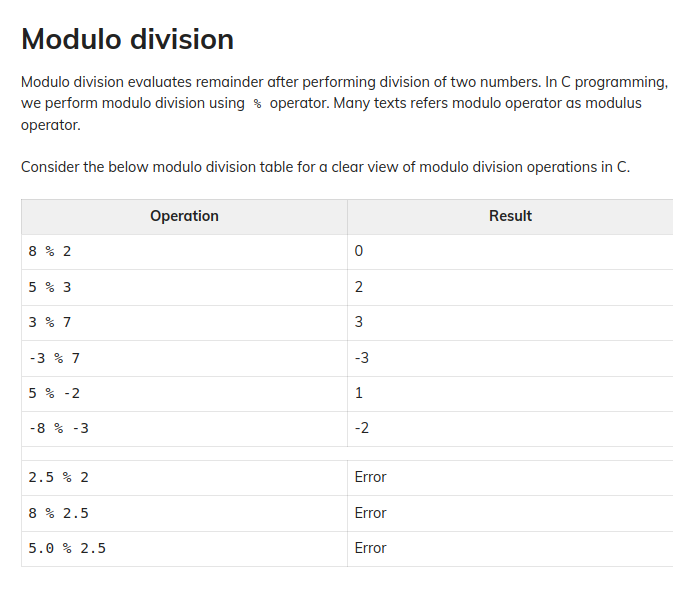 Modulo division
Modulo division evaluates remainder after performing division of two numbers. In C programming,
we perform modulo division using % operator. Many texts refers modulo operator as modulus
operator.
Consider the below modulo division table for a clear view of modulo division operations in C.
Operation Result
8 % 2 0
5 % 3 2
3 % 7 3
-3 % 7 -3
5 % -2 1
-8 % -3 -2
2.5 % 2 Error
8 % 2.5 Error
5.0 % 2.5 Error